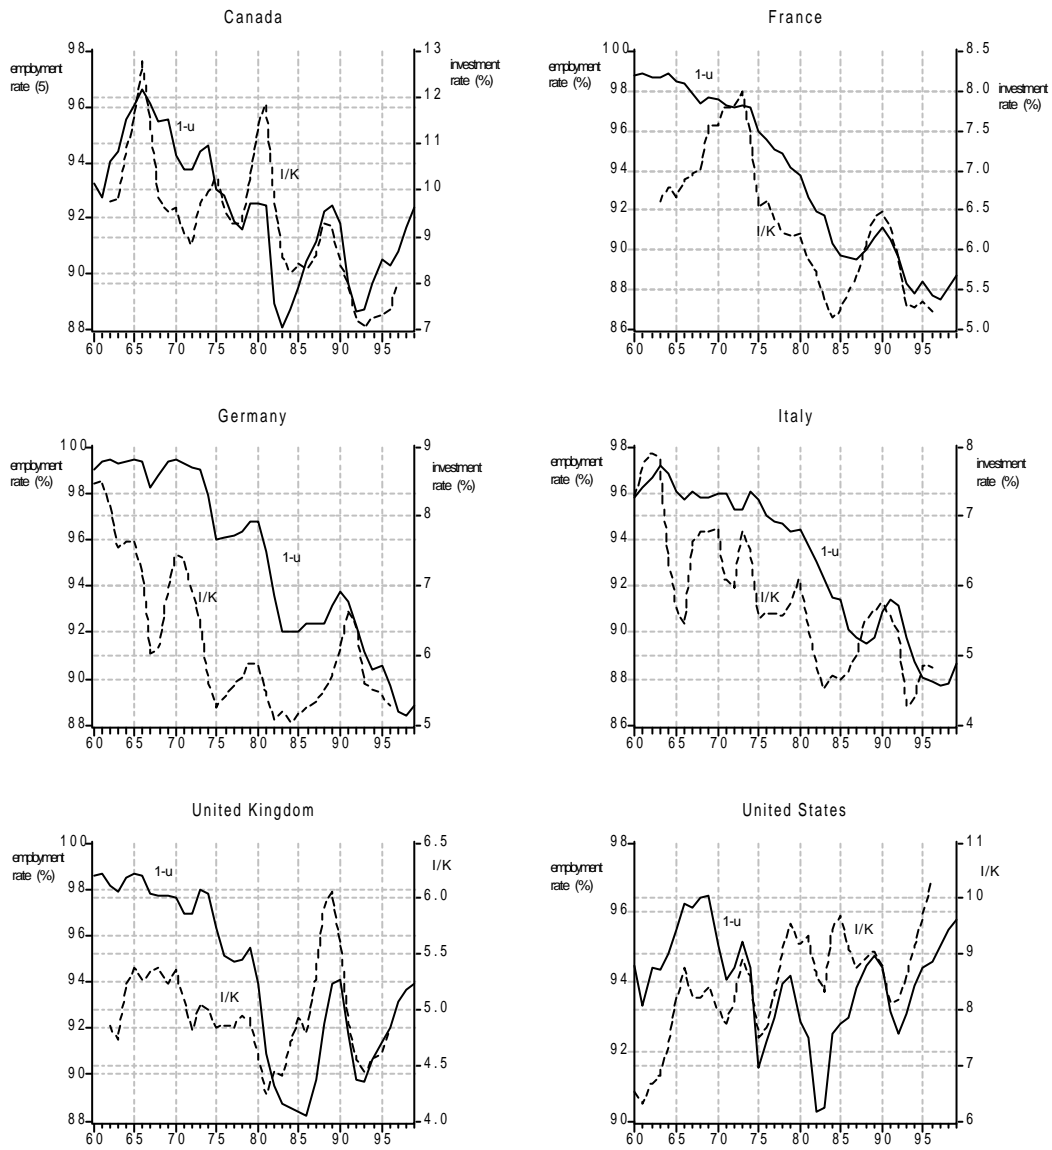 Canada
employment
rate (5)
investment
rate (%)
98
96
94
92
90
88
13
12
11
10
9
8
7
1-u
I/K
60 65 70 75 80 85 90 95
France
employment
rate (%)
investment
rate (%)
100
98
96
94
92
90
88
86
8.5
8.0
7.5
7.0
6.5
6.0
5.5
5.0
1-u
I/K
60 65 70 75 80 85 90 95
Germany
employment
rate (%)
investment
rate (%)
100
98
96
94
92
90
88
9
8
7
6
5
1-u
I/K
60 65 70 75 80 85 90 95
Italy
employment
rate (%)
investment
rate (%)
98
96
94
92
90
88
86
8
7
6
5
4
1-u
I/K
60 65 70 75 80 85 90 95
United Kingdom
employment
rate (%)
I/K
100
98
96
94
92
90
88
6.5
6.0
5.5
5.0
4.5
4.0
1-u
I/K
60 65 70 75 80 85 90 95
United States
employment
rate (%)
I/K
98
96
94
92
90
11
10
9
8
7
6
1-u
I/K
60 65 70 75 80 85 90 95